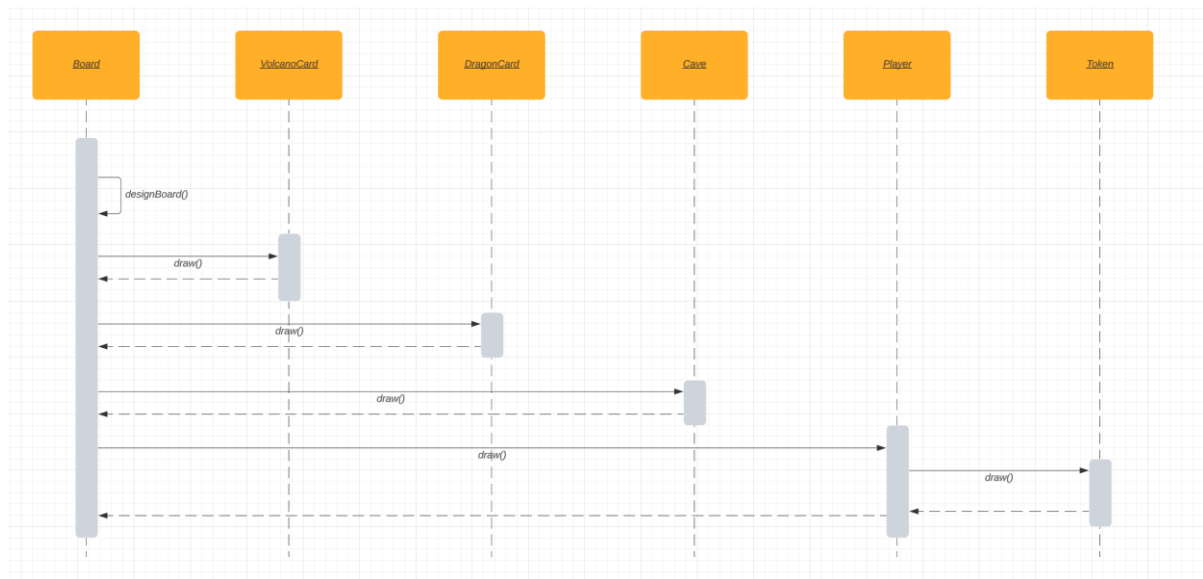 Board
VolcanoCard
DragonCard
Cave
Player
Token
designBoard()
draw()
draw()
draw()
draw()
draw()